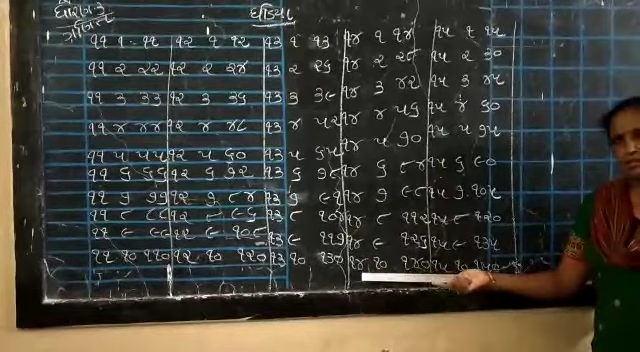 ધોરણ-૩ ઘડિયા
ગણિત
૧૧ ૧ = ૧૧ ૧૨ ૧ ૧૨ ૧૩ ૧ ૧૩ ૧૪ ૧ ૧૪ ૧૫ ૧ ૧૫
૧૧ ૨ ૨૨ ૧૨ ૨ ૨૪ ૧૩ ૨ ૨૬ ૧૪ ૨ ૨૮ ૧૫ ૨ ૩૦
૧૧ ૩ ૩૩ ૧૨ ૩ ૩૬ ૧૩ ૩ ૩૯ ૧૪ ૩ ૪૨ ૧૫ ૩ ૪૫
૧૧ ૪ ૪૪ ૧૨ ૪ ૪૮ ૧૩ ૪ ૫૨ ૧૪ ૪ ૫૬ ૧૫ ૪ ૬૦
૧૧ ૫ ૫૫ ૧૨ ૫ ૬૦ ૧૩ ૫ ૬૫ ૧૪ ૫ ૭૦ ૧૫ ૫ ૭૫
૧૧ ૬ ૬૬ ૧૨ ૬ ૭૨ ૧૩ ૬ ૭૮ ૧૪ ૬ ૮૪ ૧૫ ૬ ૯૦
૧૧ ૭ ૭૭ ૧૨ ૭ ૮૪ ૧૩ ૭ ૯૧ ૧૪ ૭ ૯૮ ૧૫ ૭ ૧૦૫
૧૧ ૮ ૮૮ ૧૨ ૮ ૯૬ ૧૩ ૮ ૧૦૪ ૧૪ ૮ ૧૧૨ ૧૫ ૮ ૧૨૦
૧૧ ૯ ૯૯ ૧૨ ૯ ૧૦૮ ૧૩ ૯ ૧૧૭ ૧૪ ૯ ૧૨૬ ૧૫ ૯ ૧૩૫
૧૧ ૧૦ ૧૧૦ ૧૨ ૧૦ ૧૨૦ ૧૩ ૧૦ ૧૩૦ ૧૪ ૧૦ ૧૪૦ ૧૫ ૧૦ ૧૫૦